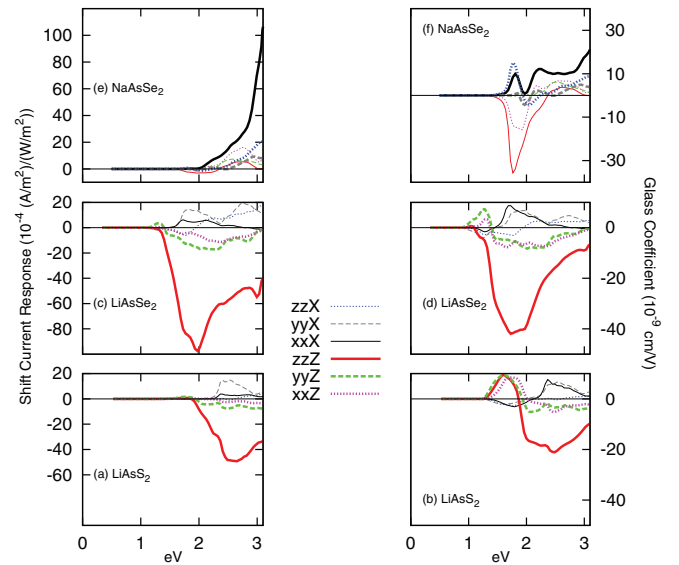 Shift Current Response (10⁻⁴ (A/m²)/(W/m²))
100
80
60
40
20
0
(e) NaAsSe₂
20
0
-20
-40
-60
-80
(c) LiAsSe₂
20
0
-20
-40
-60
(a) LiAsS₂
0
1
2
3
eV
zzX
yyX
xxX
zzZ
yyZ
xxZ
(f) NaAsSe₂
30
10
-10
-30
(d) LiAsSe₂
0
-20
-40
(b) LiAsS₂
0
-20
-40
0
1
2
3
eV
Glass Coefficient (10⁻⁹ cm/V)